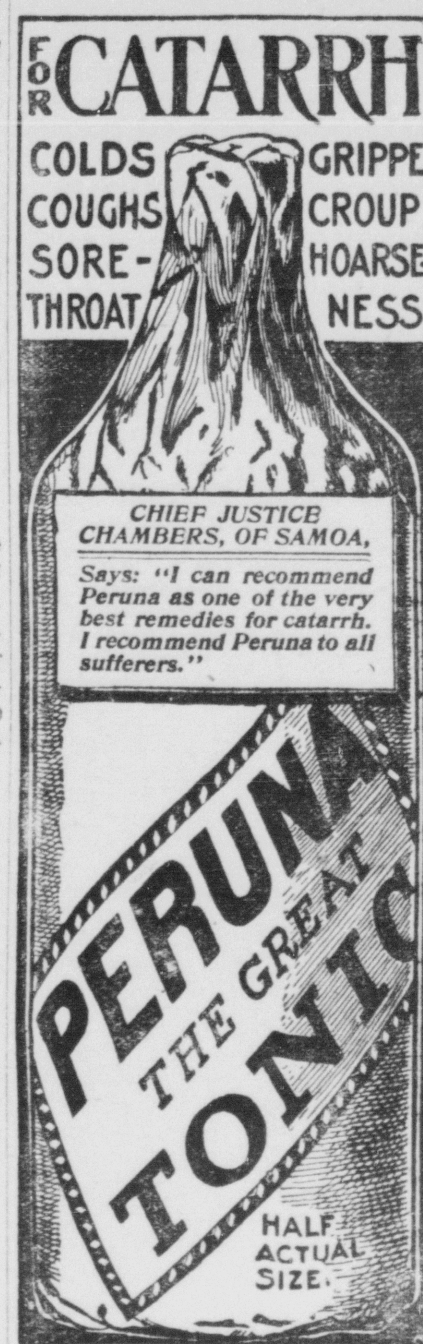 FOR CATARRH
COLDS
COUGHS
SORE-
THROAT
GRIPPE
CROUP
HOARSE
NESS
CHIEF JUSTICE
CHAMBERS, OF SAMOA,
Says: "I can recommend
Peruna as one of the very
best remedies for catarrh.
I recommend Peruna to all
sufferers."
PERUNA
THE GREAT
TONIC
HALF
ACTUAL
SIZE.